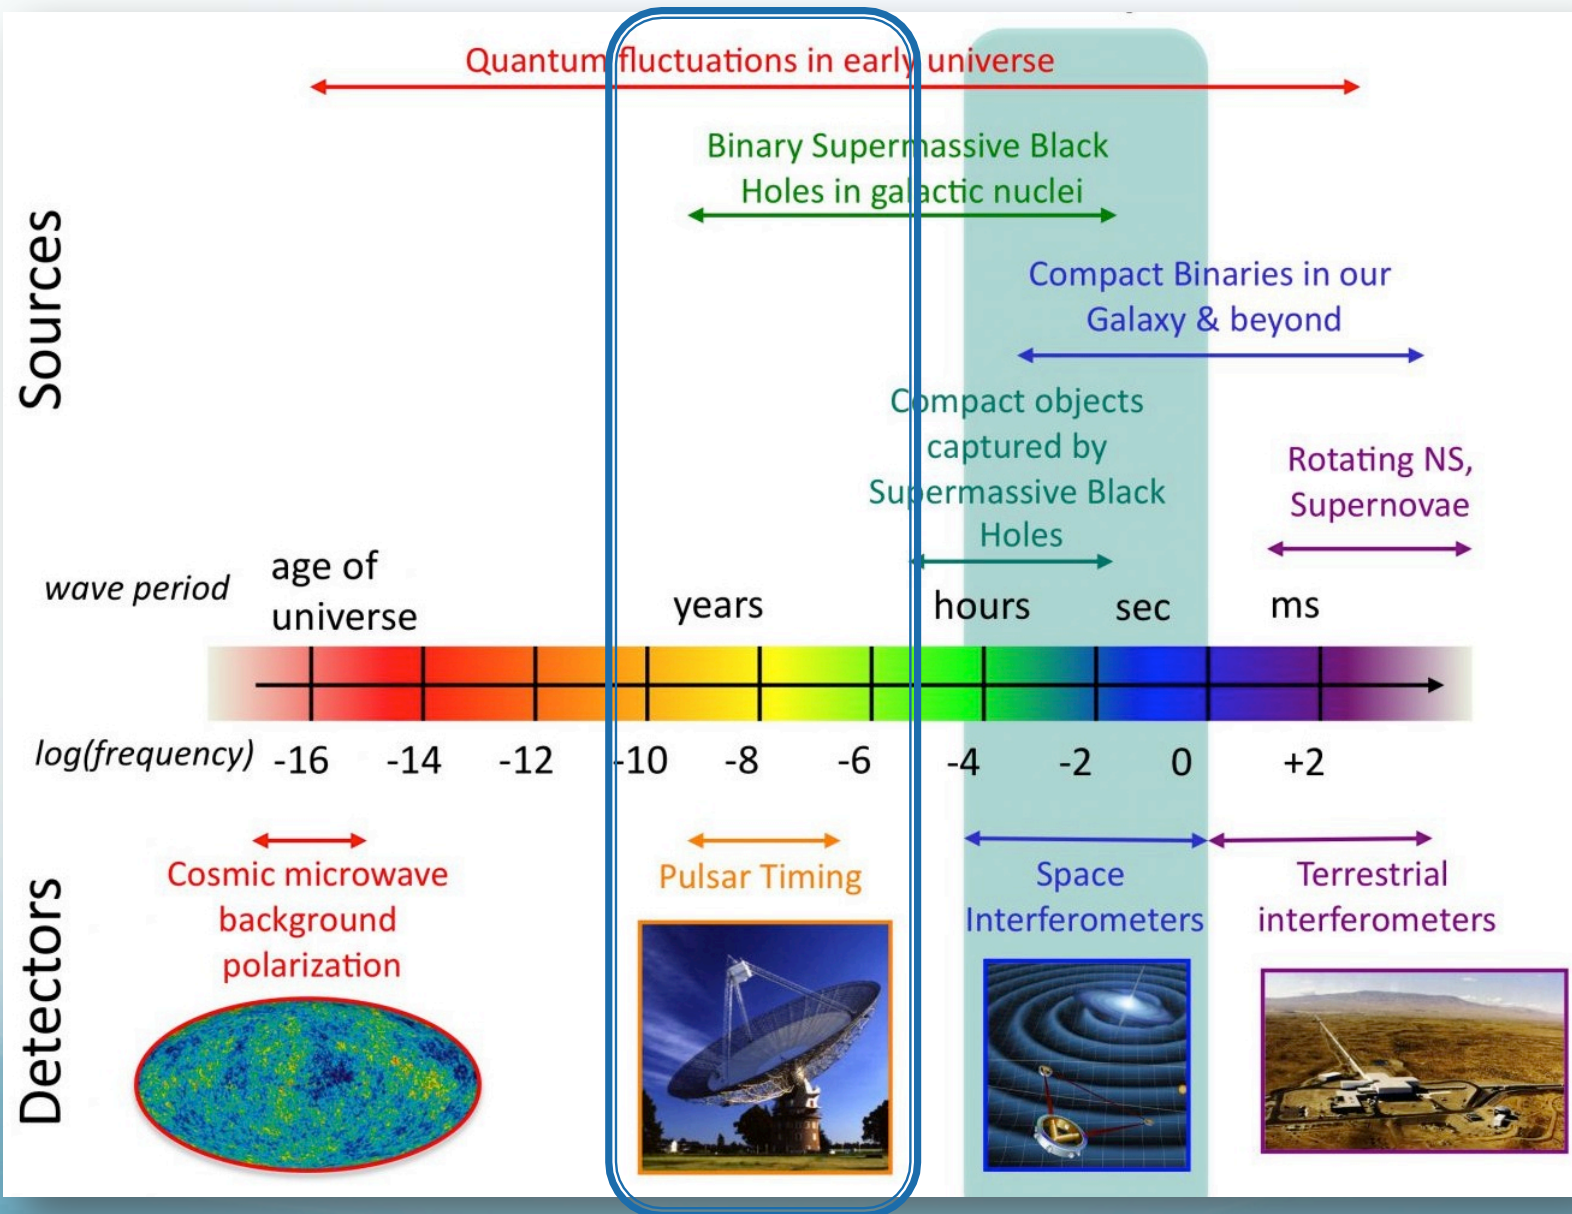 Quantum fluctuations in early universe
Binary Supermassive Black
Holes in galactic nuclei
Compact Binaries in our
Galaxy & beyond
Compact objects
captured by
Supermassive Black
Holes
Rotating NS,
Supernovae
Sources
wave period
age of
universe
years
hours
sec
ms
log(frequency)
-16
-14
-12
-10
-8
-6
-4
-2
0
+2
Detectors
Cosmic microwave
background
polarization
Pulsar Timing
Space
Interferometers
Terrestrial
interferometers